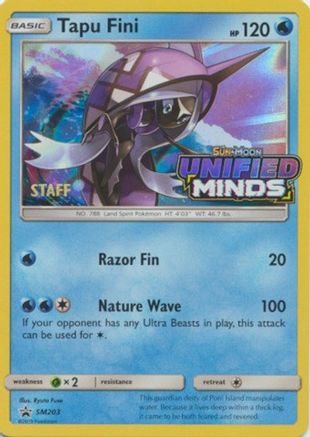 BASIC
Tapu Fini
HP 120
STAFF
SUN & MOON
UNIFIED
MINDS
NO. 788 Land Spirit Pokémon HT: 4'03" WT: 46.7 lbs.
Razor Fin 20
Nature Wave 100
If your opponent has any Ultra Beasts in play, this attack
can be used for
weakness × 2 resistance retreat
Illus. Ryota
SM203
©2019 Pokémon
This guardian deity of Poni Island manipulates
water. Because it lives deep within a thick fog,
it came to be both feared and revered.